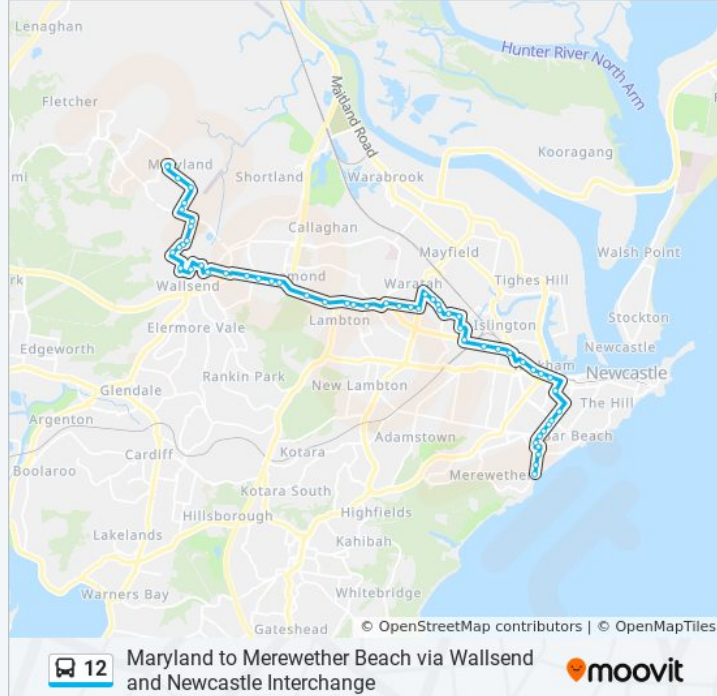 Lenaghan
Hunter River North Arm
Fletcher
Maitland Road
Kooragang
Maryland
Shortland
Warabrook
Callaghan
Mayfield
Walsh Point
Wallsend
mond
Waratah
Tighes Hill
Stockton
Elermore Vale
Lambton
Islington
Newcastle
Edgeworth
Rankin Park
kham
Newcastle
Glendale
New Lambton
The Hill
Argenton
Adamstown
Bar Beach
Cardiff
Kotara
Merewether
Boolaroo
Kotara South
Hillsborough
Highfields
Lakelands
Kahibah
Warners Bay
Whitebridge
Gateshead
© OpenStreetMap contributors | © OpenMapTiles
12
Maryland to Merewether Beach via Wallsend
and Newcastle Interchange
moovit